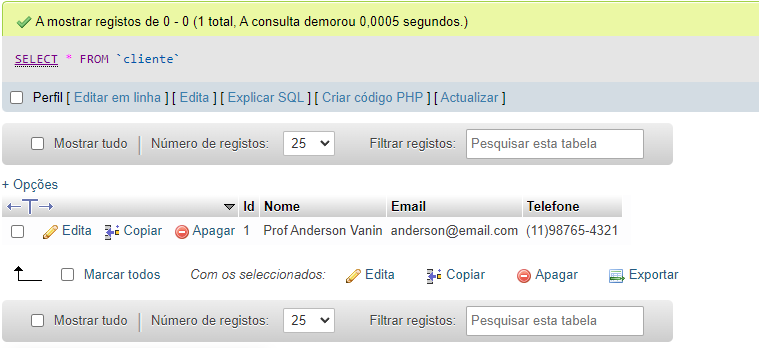 A mostrar registos de 0 - 0 (1 total, A consulta demorou 0,0005 segundos.)
SELECT * FROM `cliente`
Perfil [ Editar em linha ] [ Edita ] [ Explicar SQL ] [ Criar código PHP ] [ Actualizar ]
Mostrar tudo Número de registos: 25 Filtrar registos: Pesquisar esta tabela
+ Opções
←T→ Id Nome Email Telefone
Edita Copiar Apagar 1 Prof Anderson Vanin anderson@email.com (11)98765-4321
Marcar todos Com os seleccionados: Edita Copiar Apagar Exportar
Mostrar tudo Número de registos: 25 Filtrar registos: Pesquisar esta tabela